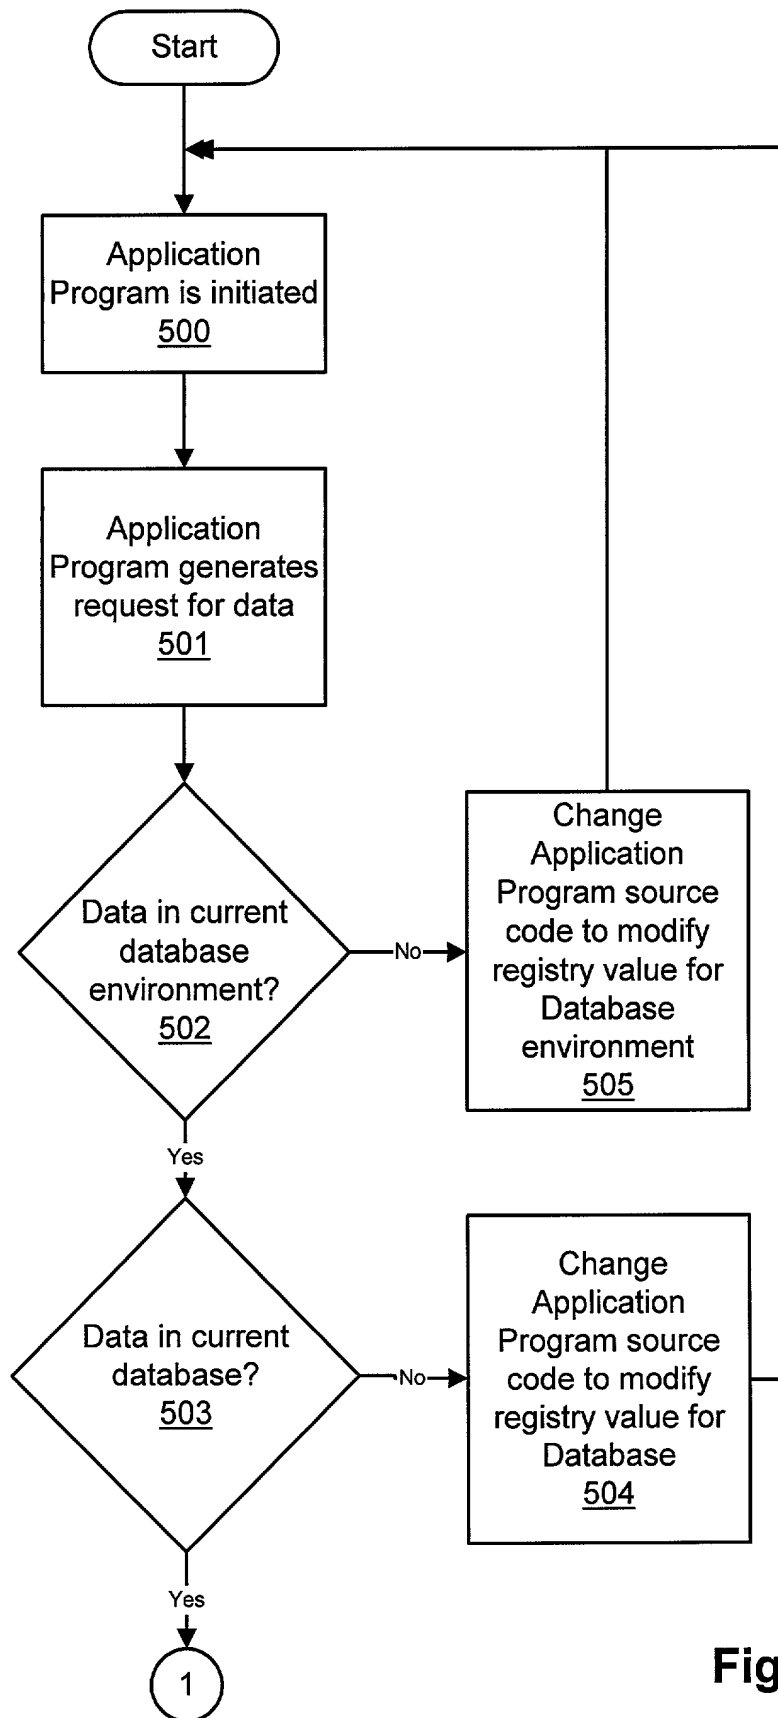 Start
Application
Program is initiated
500
Application
Program generates
request for data
501
Data in current
database
environment?
502
No
Change
Application
Program source
code to modify
registry value for
Database
environment
505
Yes
Data in current
database?
503
No
Change
Application
Program source
code to modify
registry value for
Database
504
Yes
1
Fig